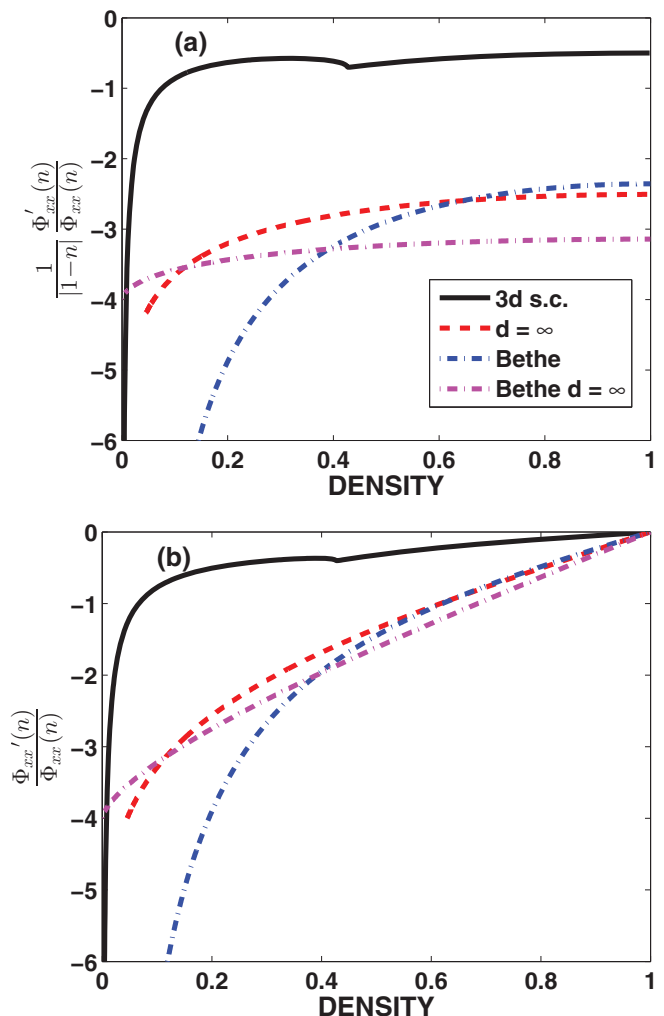 (a)
0
−1
−2
−3
−4
−5
−6
1/|1−n| Φ′xx(n)/Φxx(n)
3d s.c.
d = ∞
Bethe
Bethe d = ∞
0 0.2 0.4 0.6 0.8 1
DENSITY
(b)
0
−1
−2
−3
−4
−5
−6
Φxx′(n)/Φxx(n)
0 0.2 0.4 0.6 0.8 1
DENSITY